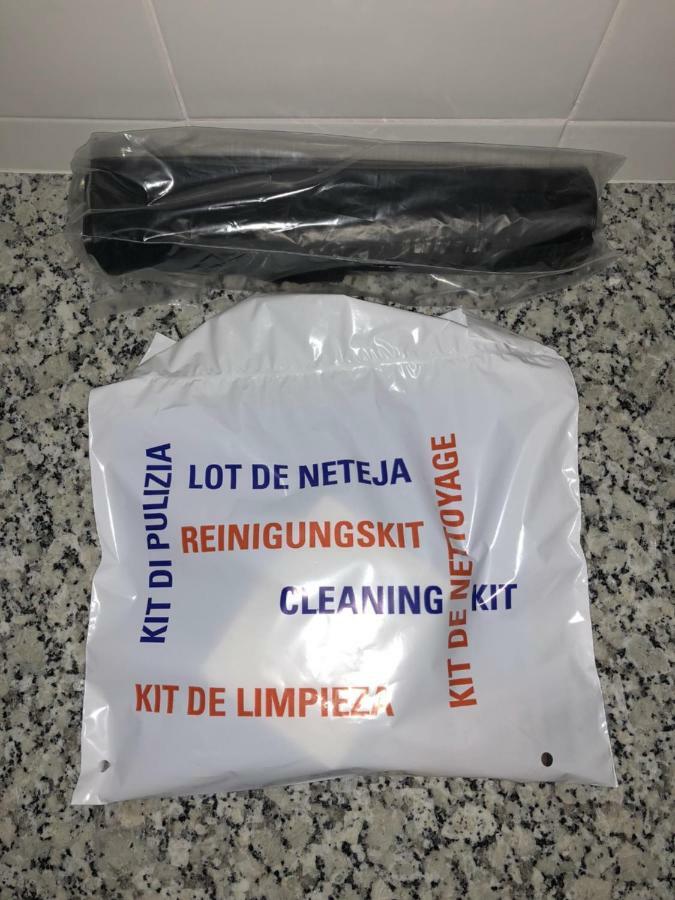 KIT DI PULIZIA
LOT DE NETEJA
REINIGUNGSKIT
CLEANING KIT
KIT DE NETTOYAGE
KIT DE LIMPIEZA